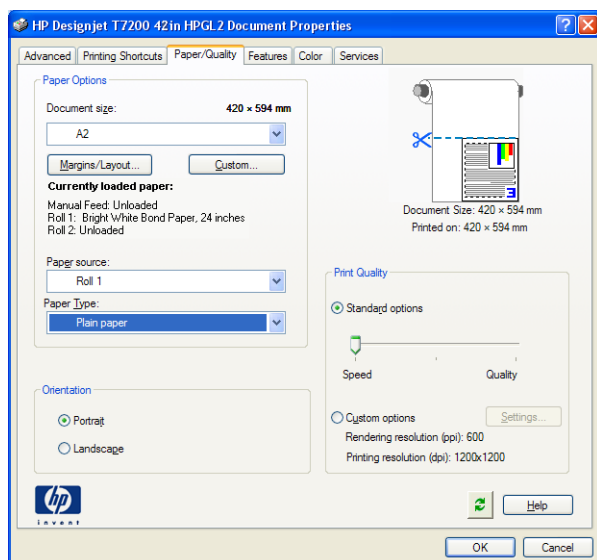 HP Designjet T7200 42in HPGL2 Document Properties
Advanced Printing Shortcuts Paper/Quality Features Color Services
Paper Options
Document size: 420 × 594 mm
A2
Margins/Layout... Custom...
Currently loaded paper:
Manual Feed: Unloaded
Roll 1: Bright White Bond Paper, 24 inches
Roll 2: Unloaded
Paper source:
Roll 1
Paper Type:
Plain paper
Orientation
Portrait
Landscape
hp
invent
3
Document Size: 420 × 594 mm
Printed on: 420 × 594 mm
Print Quality
Standard options
Speed Quality
Custom options Settings...
Rendering resolution (ppi): 600
Printing resolution (dpi): 1200x1200
Help
OK Cancel